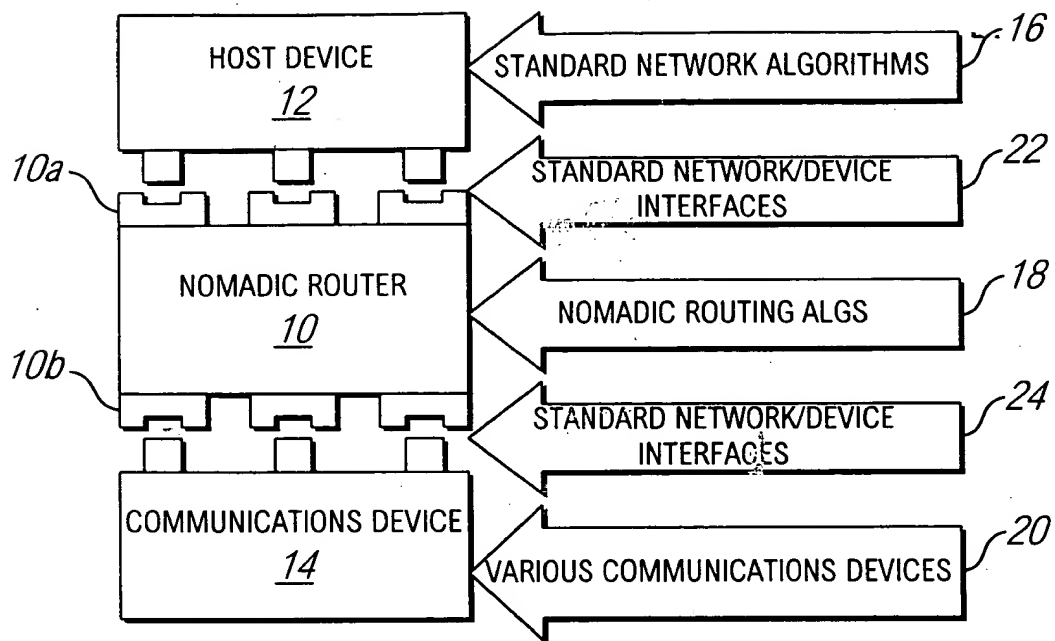 HOST DEVICE
12
STANDARD NETWORK ALGORITHMS
16
10a
STANDARD NETWORK/DEVICE
INTERFACES
22
NOMADIC ROUTER
10
NOMADIC ROUTING ALGS
18
10b
STANDARD NETWORK/DEVICE
INTERFACES
24
COMMUNICATIONS DEVICE
14
VARIOUS COMMUNICATIONS DEVICES
20